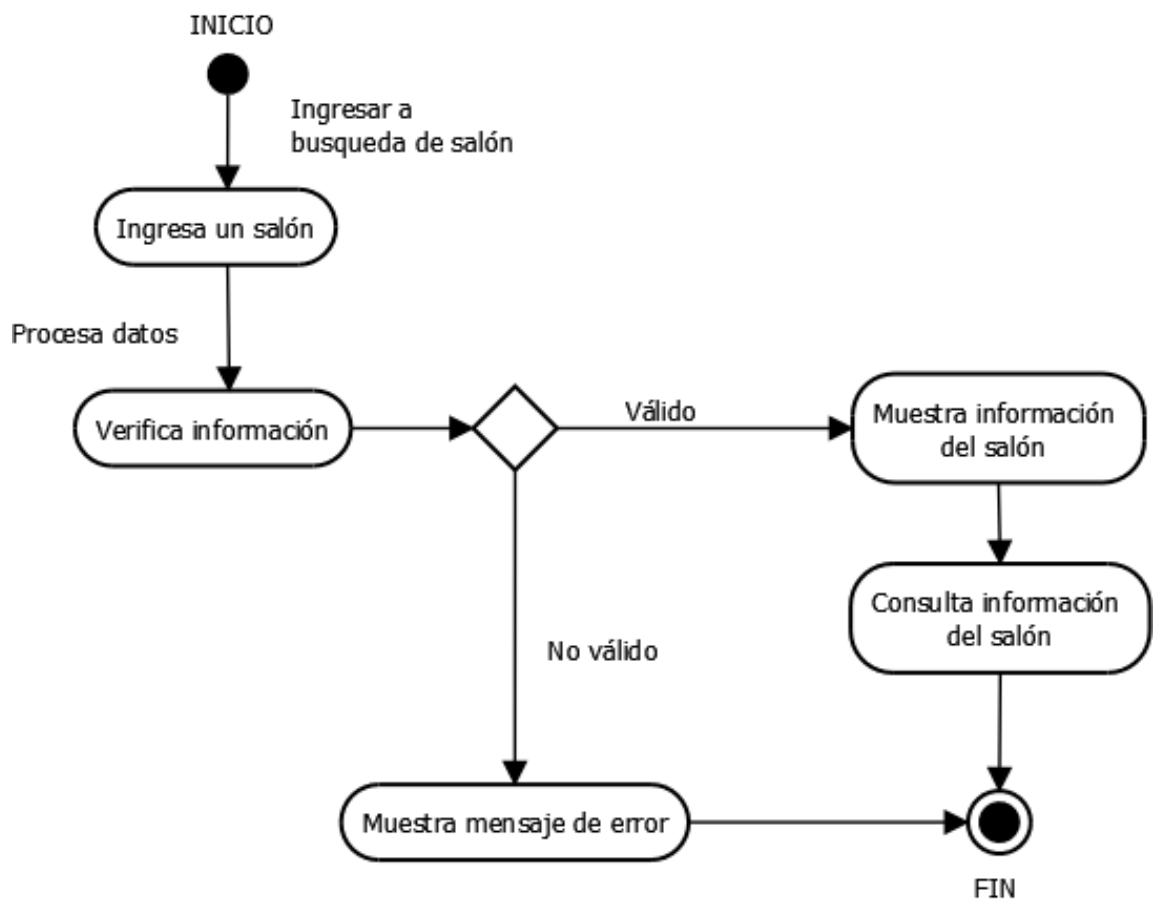 INICIO
Ingresar a
busqueda de salón
Ingresa un salón
Procesa datos
Verifica información
Válido
Muestra información
del salón
Consulta información
del salón
No válido
Muestra mensaje de error
FIN